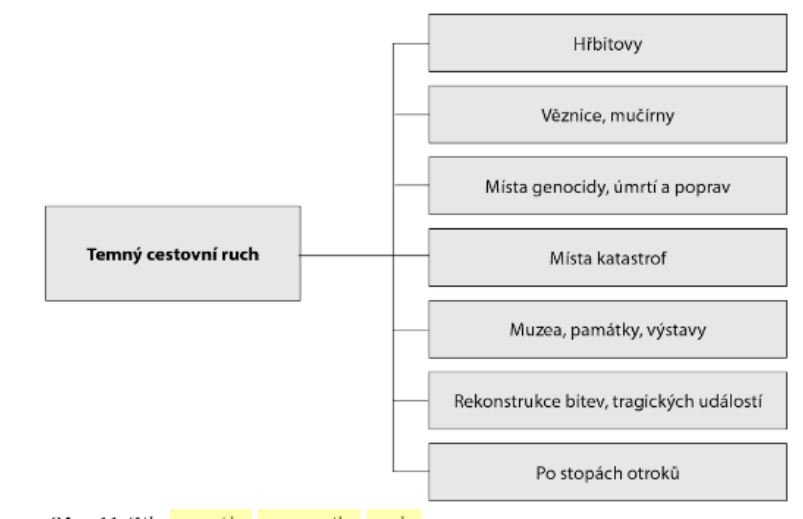 Hřbitovy
Věznice, mučírny
Místa genocidy, úmrtí a poprav
Temný cestovní ruch
Místa katastrof
Muzea, památky, výstavy
Rekonstrukce bitev, tragických událostí
Po stopách otroků